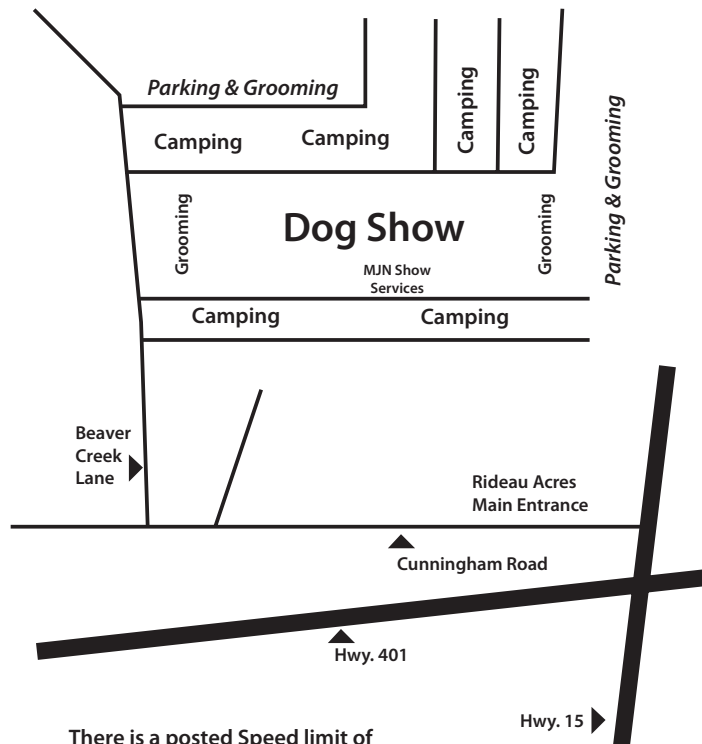 Parking & Grooming
Camping
Camping
Camping
Camping
Parking & Grooming
Grooming
Dog Show
Grooming
MJN Show
Services
Camping
Camping
Beaver
Creek
Lane
Rideau Acres
Main Entrance
Cunningham Road
Hwy. 401
Hwy. 15
There is a posted Speed limit of